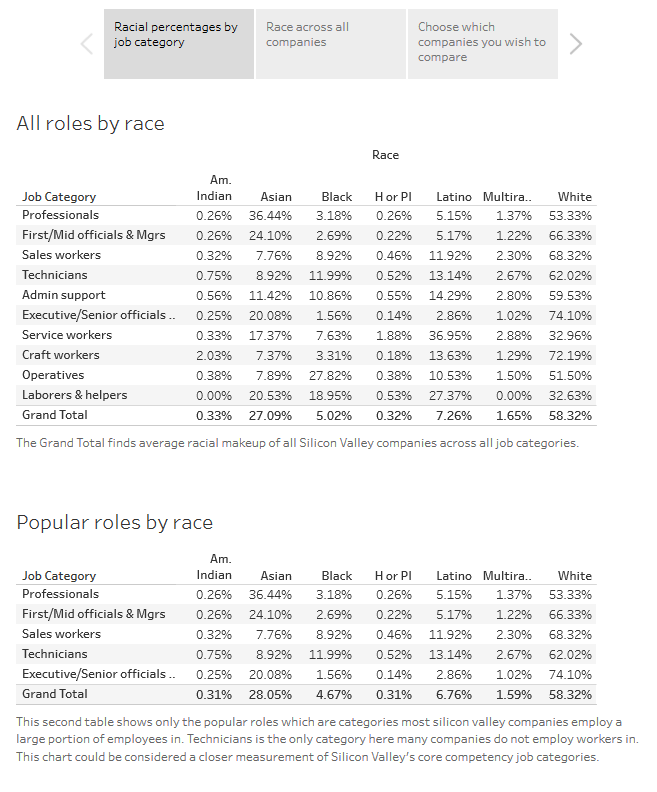 Racial percentages by
job category
Race across all
companies
Choose which
companies you wish to
compare
All roles by race
Race
Job Category Am. Indian Asian Black H or PI Latino Multira.. White
Professionals 0.26% 36.44% 3.18% 0.26% 5.15% 1.37% 53.33%
First/Mid officials & Mgrs 0.26% 24.10% 2.69% 0.22% 5.17% 1.22% 66.33%
Sales workers 0.32% 7.76% 8.92% 0.46% 11.92% 2.30% 68.32%
Technicians 0.75% 8.92% 11.99% 0.52% 13.14% 2.67% 62.02%
Admin support 0.56% 11.42% 10.86% 0.55% 14.29% 2.80% 59.53%
Executive/Senior officials .. 0.25% 20.08% 1.56% 0.14% 2.86% 1.02% 74.10%
Service workers 0.33% 17.37% 7.63% 1.88% 36.95% 2.88% 32.96%
Craft workers 2.03% 7.37% 3.31% 0.18% 13.63% 1.29% 72.19%
Operatives 0.38% 7.89% 27.82% 0.38% 10.53% 1.50% 51.50%
Laborers & helpers 0.00% 20.53% 18.95% 0.53% 27.37% 0.00% 32.63%
Grand Total 0.33% 27.09% 5.02% 0.32% 7.26% 1.65% 58.32%
The Grand Total finds average racial makeup of all Silicon Valley companies across all job categories.
Popular roles by race
Job Category Am. Indian Asian Black H or PI Latino Multira.. White
Professionals 0.26% 36.44% 3.18% 0.26% 5.15% 1.37% 53.33%
First/Mid officials & Mgrs 0.26% 24.10% 2.69% 0.22% 5.17% 1.22% 66.33%
Sales workers 0.32% 7.76% 8.92% 0.46% 11.92% 2.30% 68.32%
Technicians 0.75% 8.92% 11.99% 0.52% 13.14% 2.67% 62.02%
Executive/Senior officials .. 0.25% 20.08% 1.56% 0.14% 2.86% 1.02% 74.10%
Grand Total 0.31% 28.05% 4.67% 0.31% 6.76% 1.59% 58.32%
This second table shows only the popular roles which are categories most silicon valley companies employ a
large portion of employees in. Technicians is the only category here many companies do not employ workers in.
This chart could be considered a closer measurement of Silicon Valley's core competency job categories.